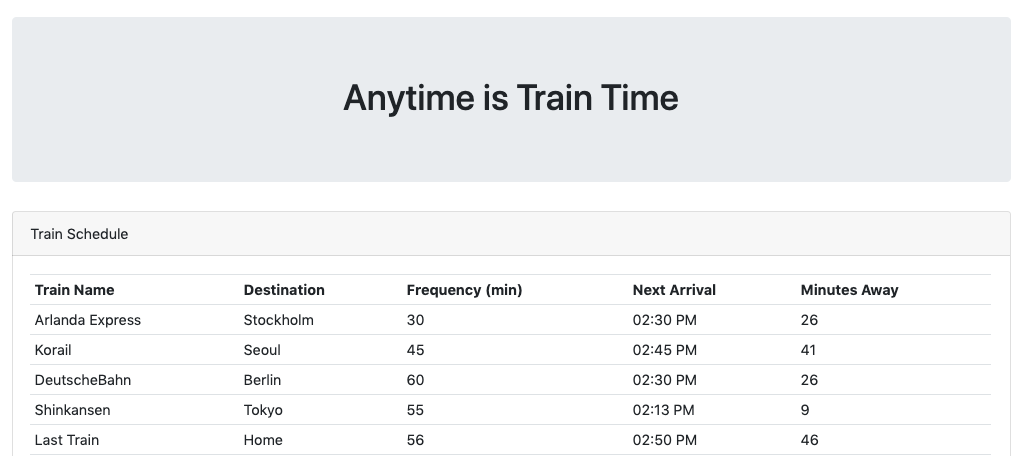 Anytime is Train Time
Train Schedule
Train Name Destination Frequency (min) Next Arrival Minutes Away
Arlanda Express Stockholm 30 02:30 PM 26
Korail Seoul 45 02:45 PM 41
DeutscheBahn Berlin 60 02:30 PM 26
Shinkansen Tokyo 55 02:13 PM 9
Last Train Home 56 02:50 PM 46